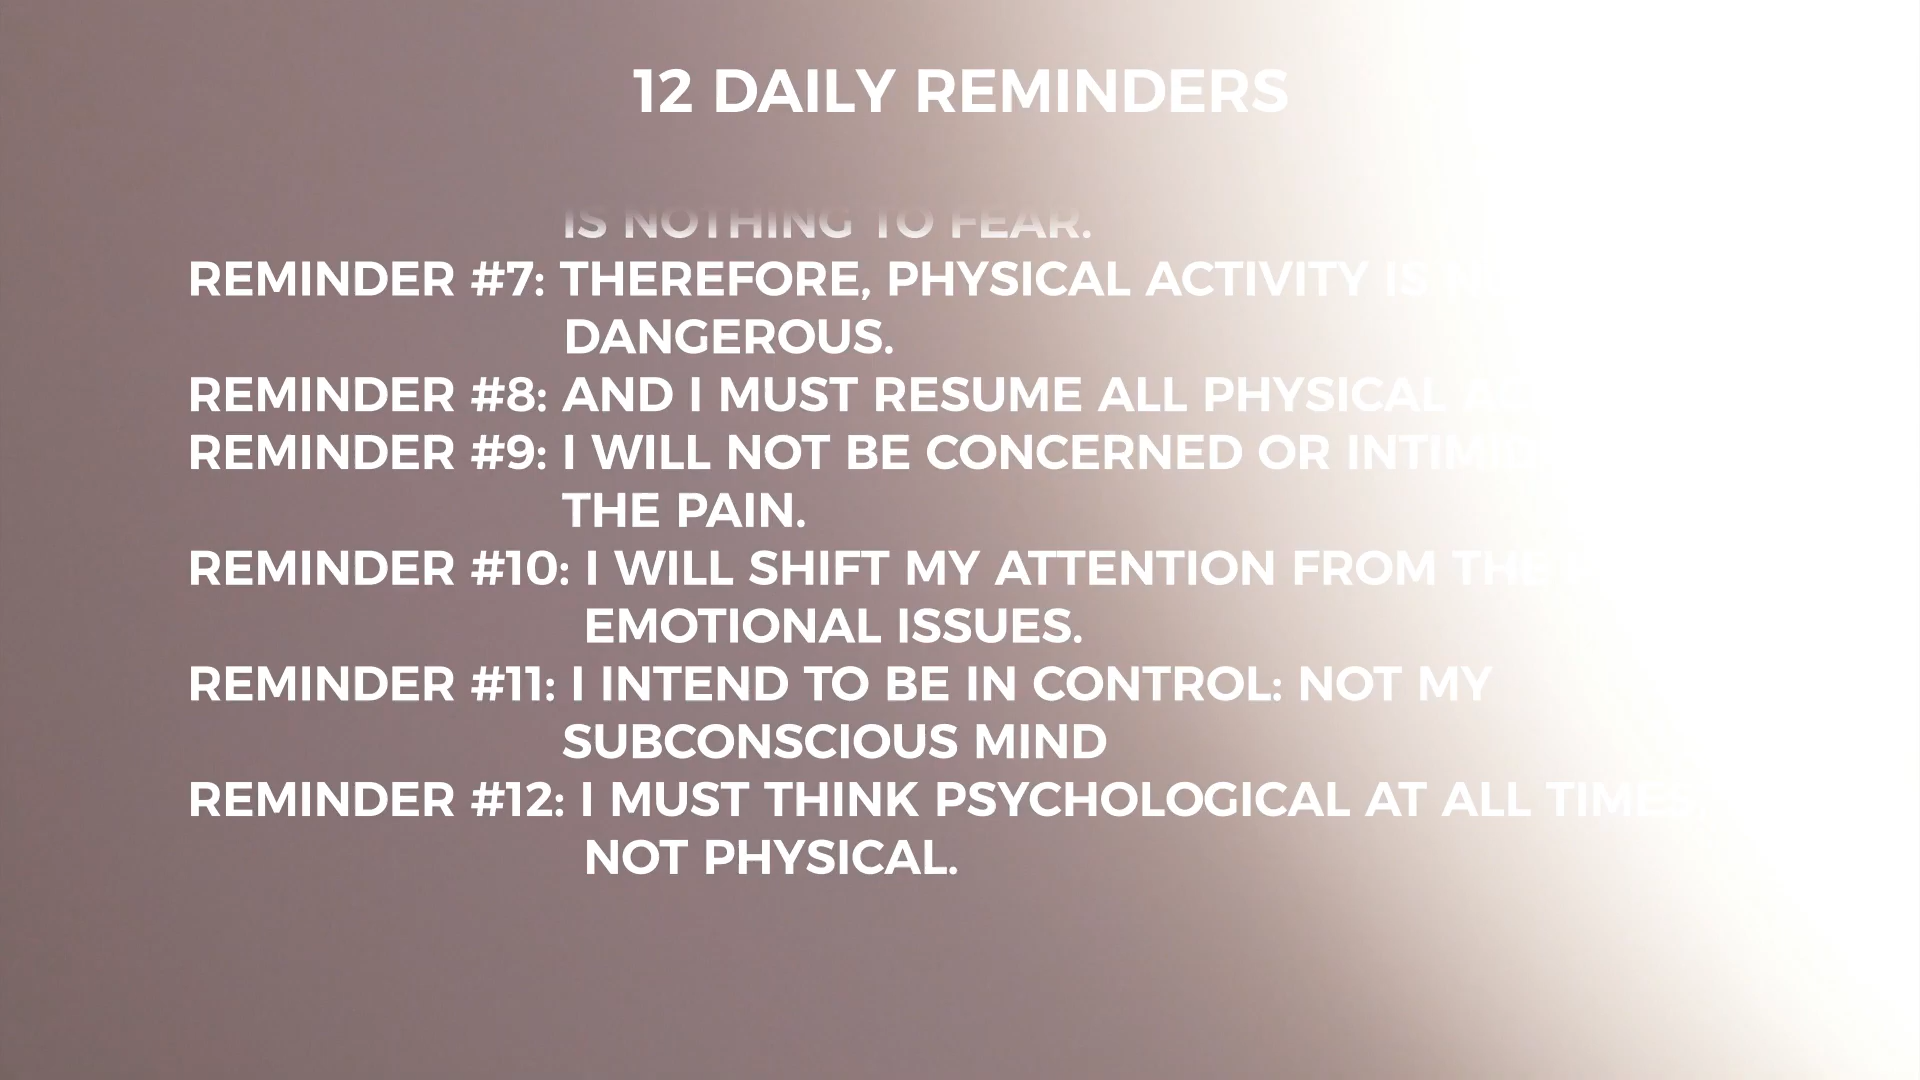 12 DAILY REMINDERS
IS NOTHING TO FEAR.
REMINDER #7: THEREFORE, PHYSICAL ACTIVITY IS
DANGEROUS.
REMINDER #8: AND I MUST RESUME ALL PHYSICAL
REMINDER #9: I WILL NOT BE CONCERNED OR
THE PAIN.
REMINDER #10: I WILL SHIFT MY ATTENTION FROM THE
EMOTIONAL ISSUES.
REMINDER #11: I INTEND TO BE IN CONTROL: NOT MY
SUBCONSCIOUS MIND
REMINDER #12: I MUST THINK PSYCHOLOGICAL AT ALL TIMES
NOT PHYSICAL.